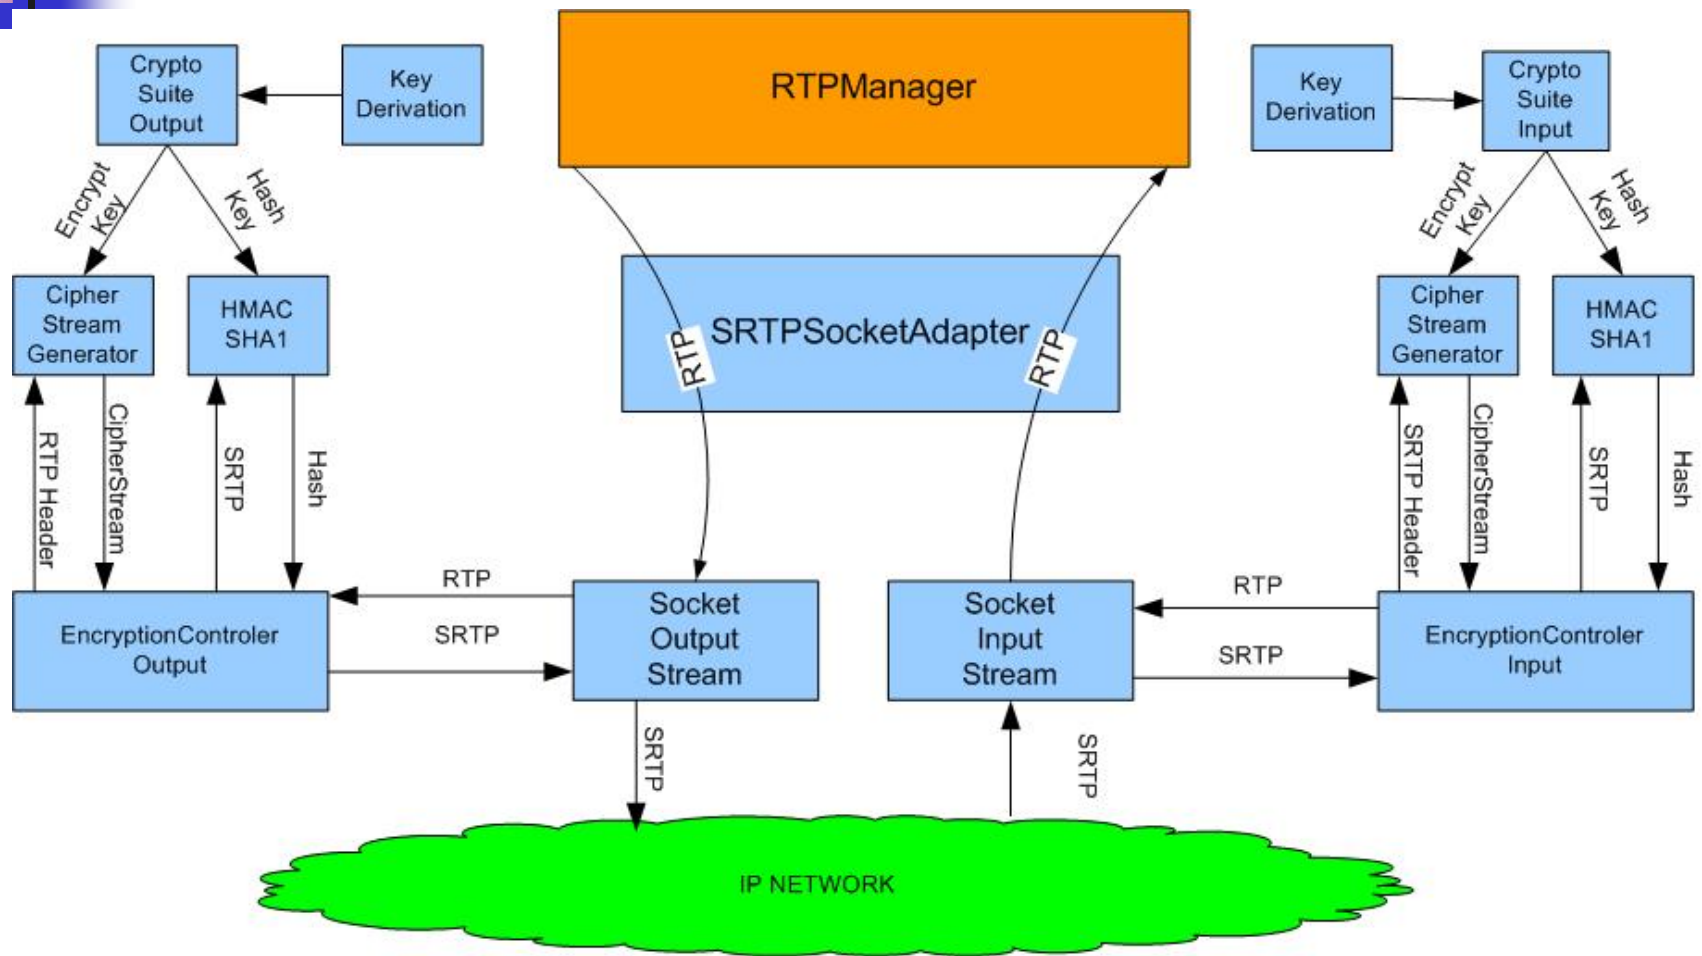 Crypto
Suite
Output
Key
Derivation
RTPManager
Key
Derivation
Crypto
Suite
Input
Encrypt
Key
Hash
Key
Encrypt
Key
Hash
Key
Cipher
Stream
Generator
HMAC
SHA1
SRTPSocketAdapter
RTP
RTP
Cipher
Stream
Generator
HMAC
SHA1
RTP Header
CipherStream
SRTP
Hash
SRTP Header
CipherStream
SRTP
Hash
EncryptionControler
Output
RTP
SRTP
Socket
Output
Stream
Socket
Input
Stream
RTP
SRTP
EncryptionControler
Input
SRTP
SRTP
IP NETWORK